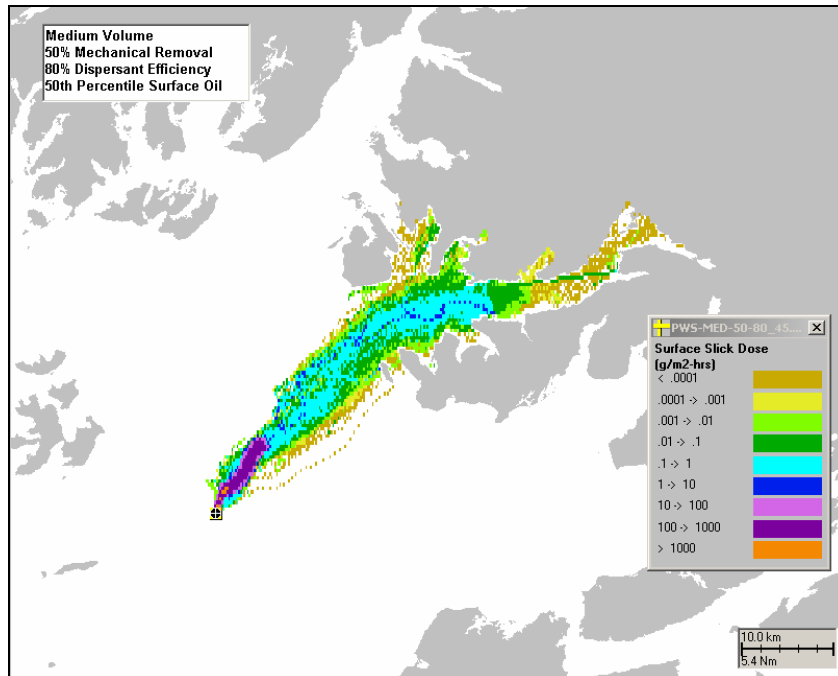 Medium Volume
50% Mechanical Removal
80% Dispersant Efficiency
50th Percentile Surface Oil
PWS-MED-50-80_45....
Surface Slick Dose
(g/m2-hrs)
< .0001
.0001 -> .001
.001 -> .01
.01 -> .1
.1 -> 1
1 -> 10
10 -> 100
100 -> 1000
> 1000
10.0 km
5.4 Nm